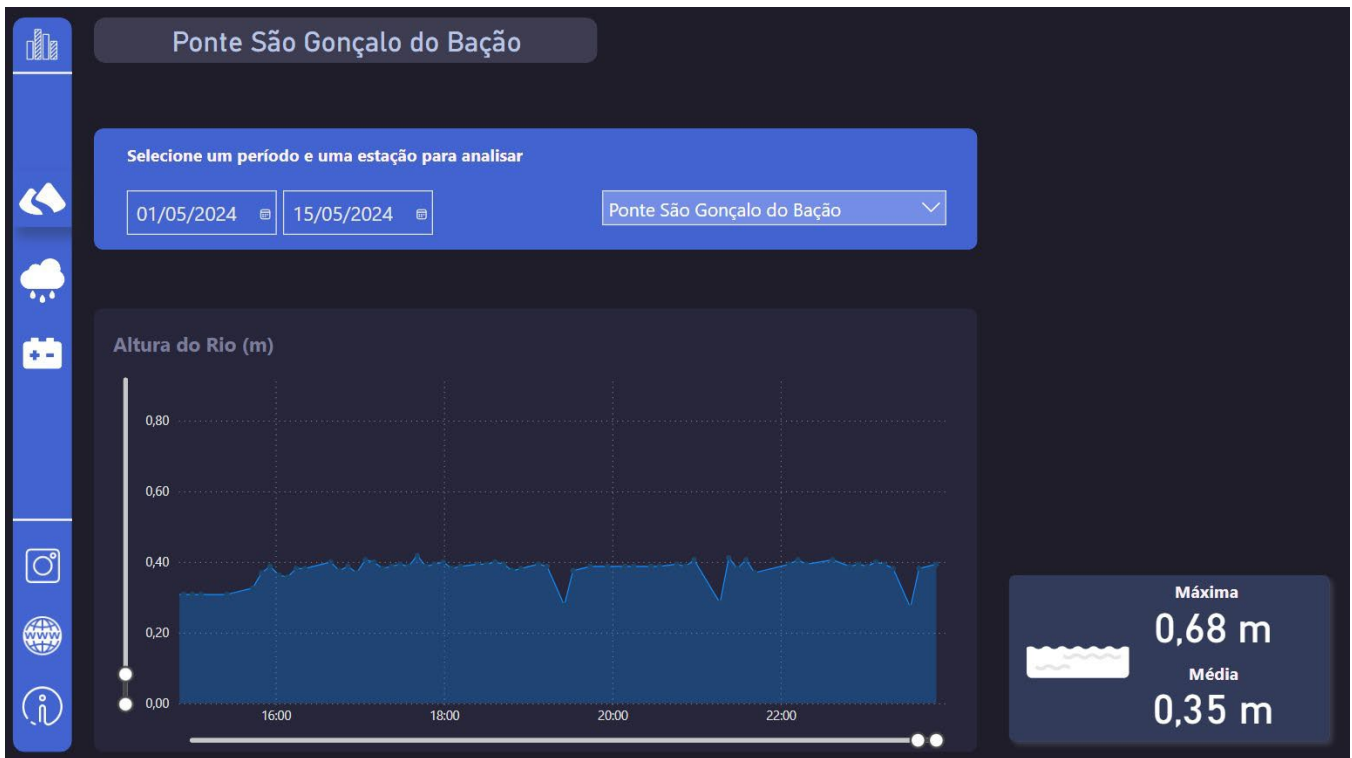 Ponte São Gonçalo do Bação
Selecione um período e uma estação para analisar
01/05/2024 15/05/2024 Ponte São Gonçalo do Bação
Altura do Rio (m)
0,80
0,60
0,40
0,20
0,00
16:00 18:00 20:00 22:00
Máxima
0,68 m
Média
0,35 m
+ -
www
i